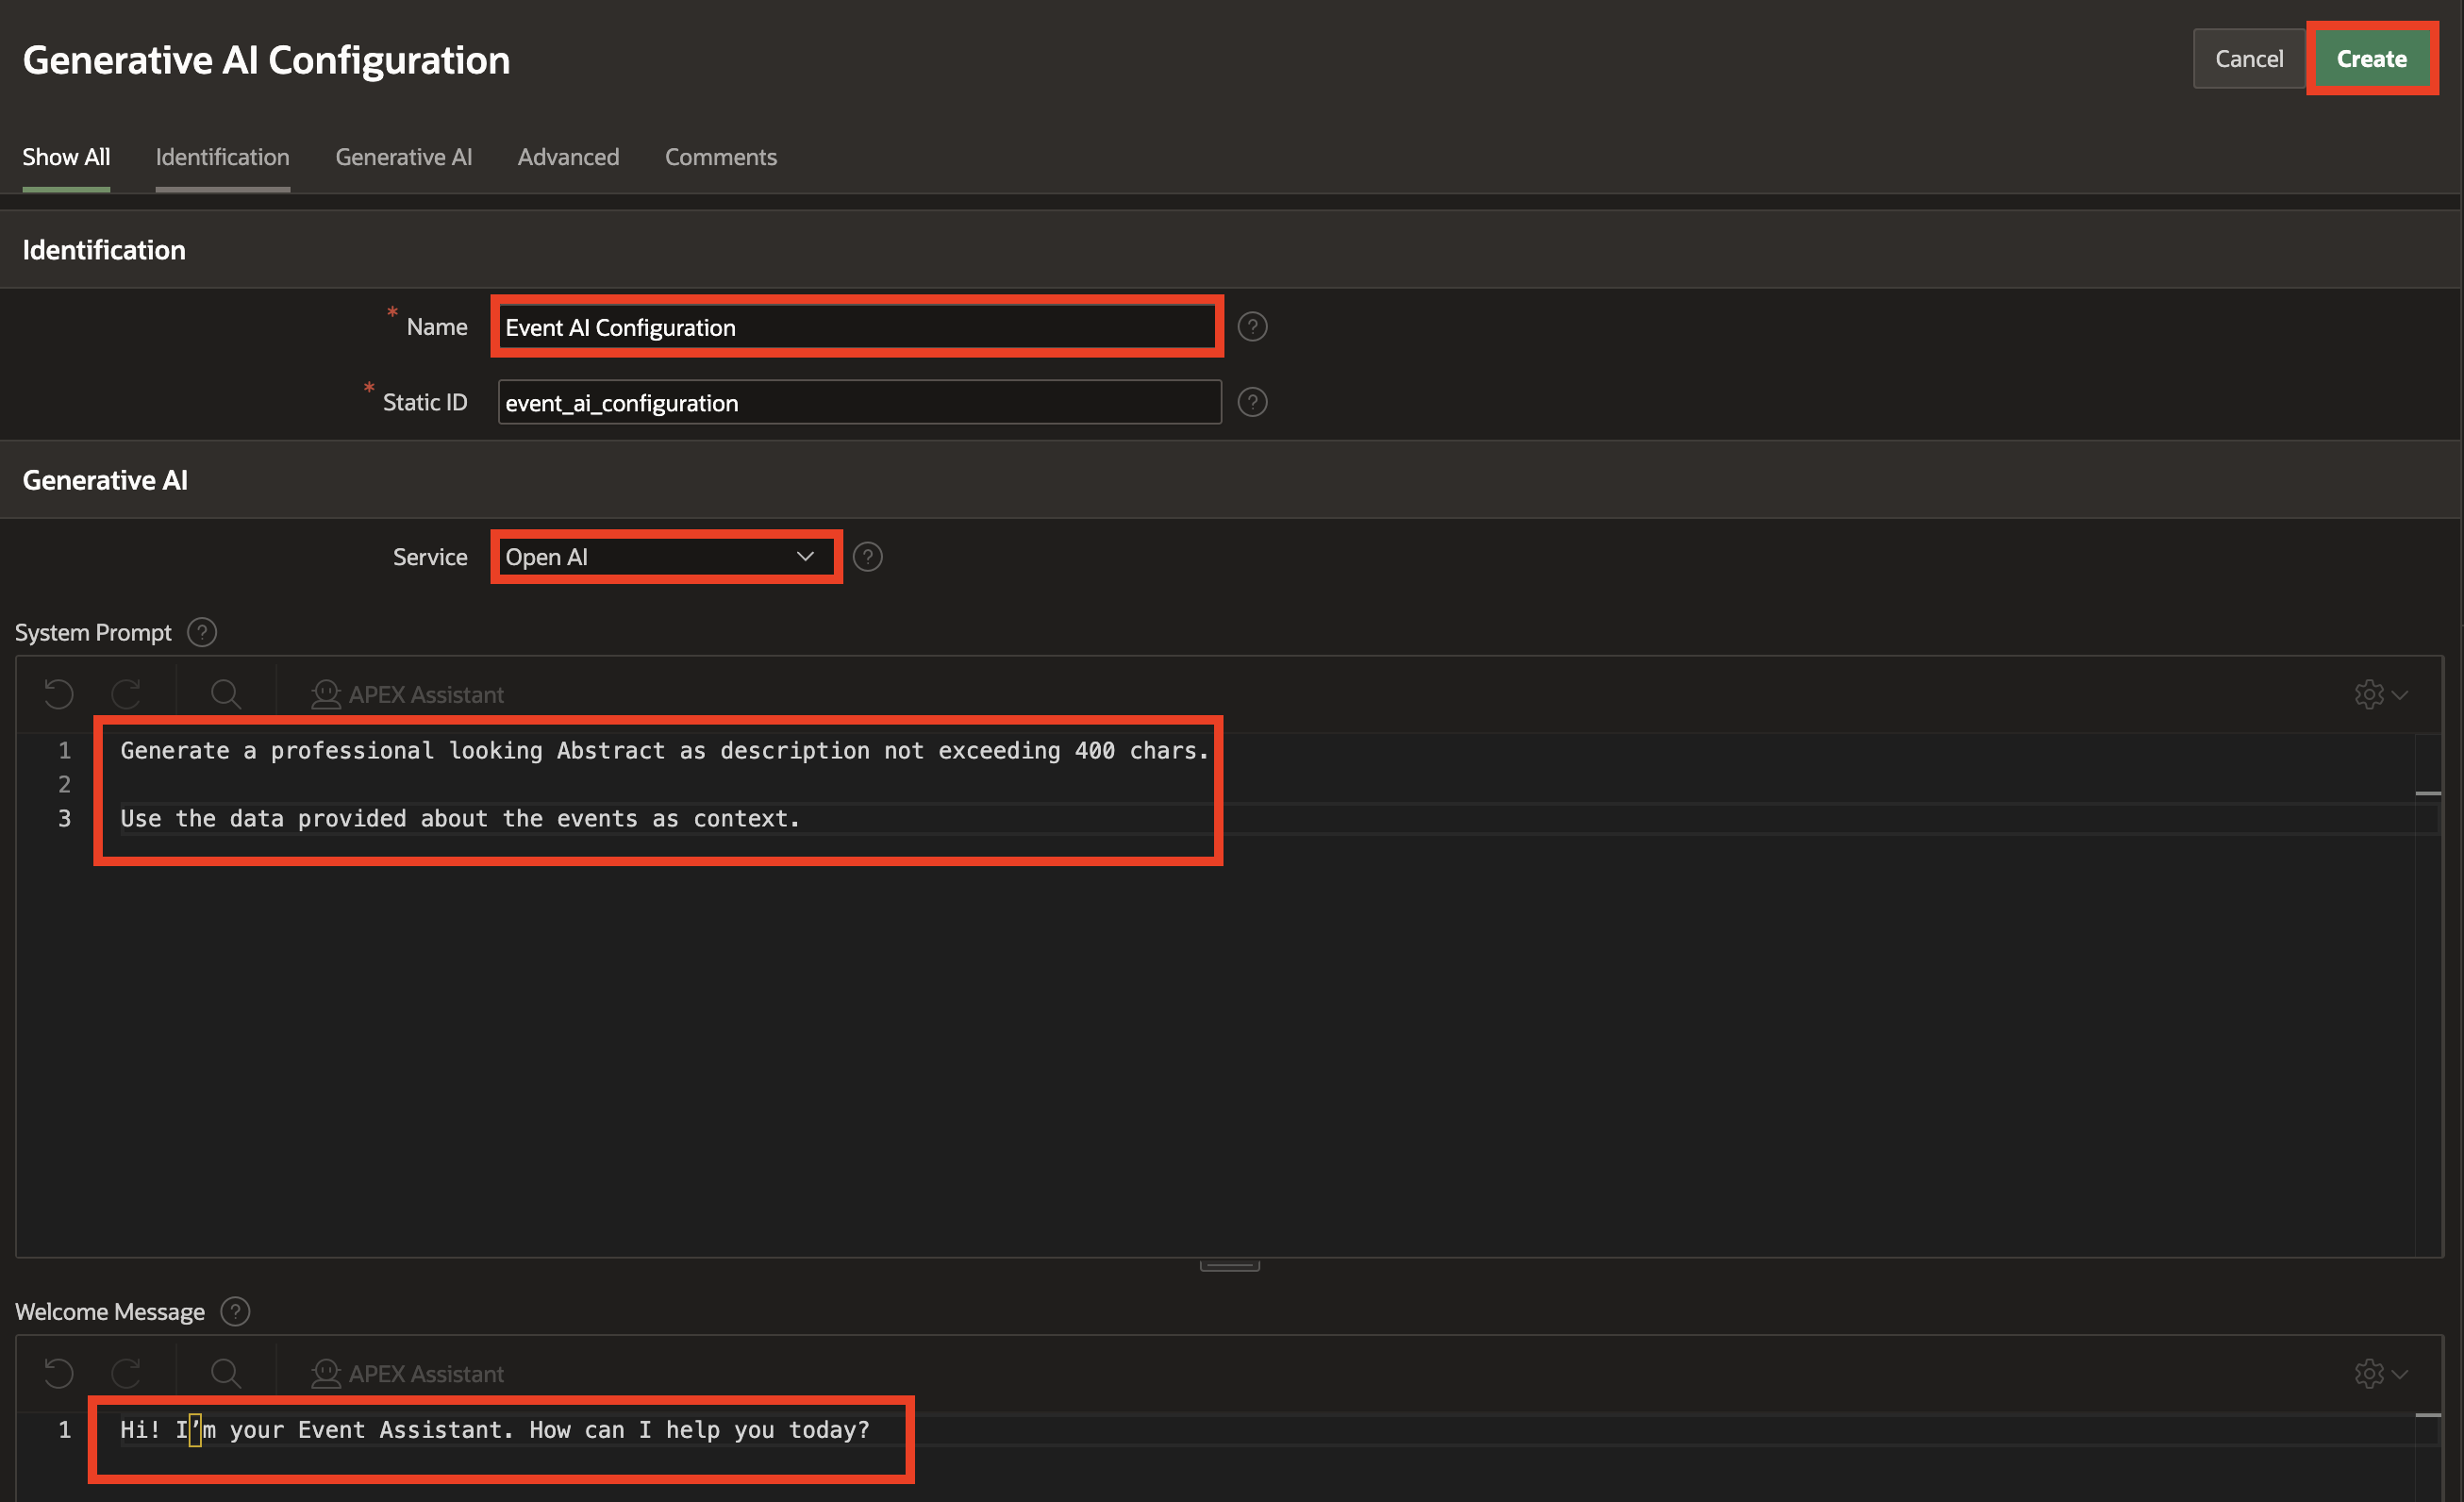 Generative AI Configuration
Cancel
Create
Show All
Identification
Generative AI
Advanced
Comments
Identification
* Name
Event AI Configuration
?
* Static ID
event_ai_configuration
?
Generative AI
Service
Open AI
?
System Prompt ?
APEX Assistant
1 Generate a professional looking Abstract as description not exceeding 400 chars.
2
3 Use the data provided about the events as context.
Welcome Message ?
APEX Assistant
1 Hi! I’m your Event Assistant. How can I help you today?